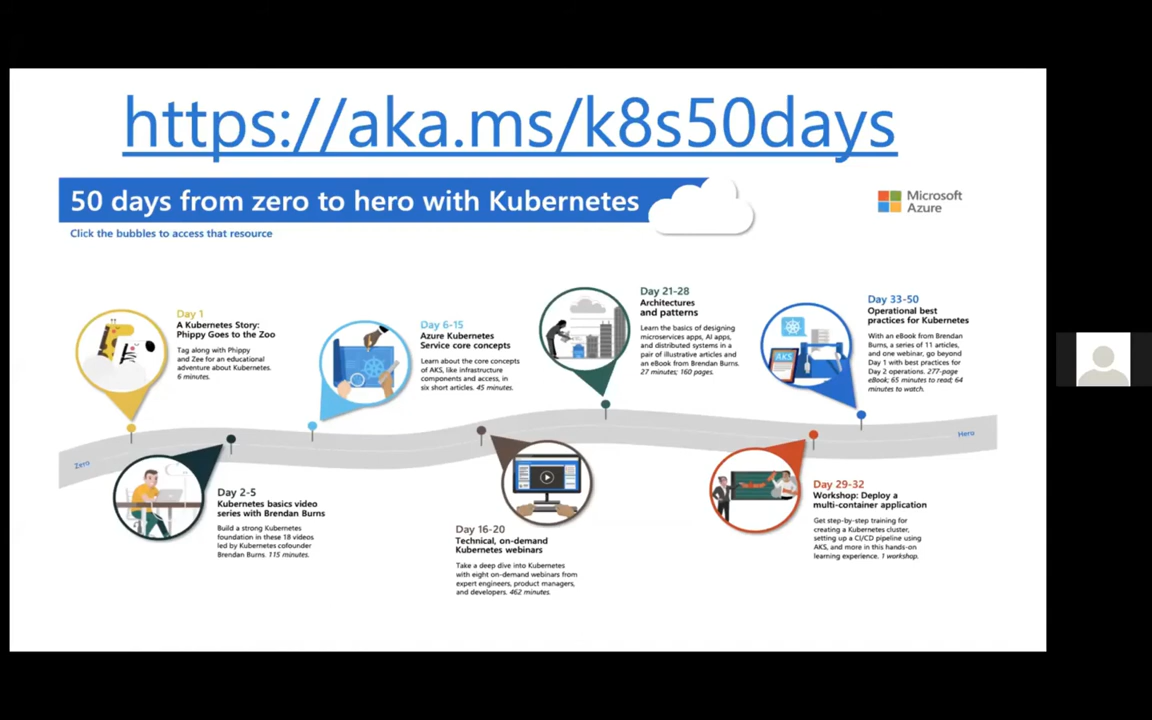 https://aka.ms/k8s50days
50 days from zero to hero with Kubernetes
Microsoft
Azure
Click the bubbles to access that resource
Day 1
A Kubernetes Story:
Phippy Goes to the Zoo
Tag along with Phippy
and Zee for an educational
adventure about Kubernetes.
6 minutes.
Day 6-15
Azure Kubernetes
Service core concepts
Learn about the core concepts
of AKS, like infrastructure
components and access, in
six short articles. 45 minutes.
Day 21-28
Architectures
and patterns
Learn the basics of designing
microservices apps, AI apps,
and distributed systems in a
pair of illustrative articles and
an eBook from Brendan Burns.
27 minutes; 160 pages.
AKS
Day 33-50
Operational best
practices for Kubernetes
With an eBook from Brendan
Burns, a series of 11 articles,
and one webinar, go beyond
Day 1 with best practices for
Day 2 operations. 277-page
eBook; 65 minutes to read; 64
minutes to watch.
Zero
Hero
Day 2-5
Kubernetes basics video
series with Brendan Burns
Build a strong Kubernetes
foundation in these 18 videos
led by Kubernetes cofounder
Brendan Burns. 115 minutes.
Day 16-20
Technical, on-demand
Kubernetes webinars
Take a deep dive into Kubernetes
with eight on-demand webinars from
expert engineers, product managers,
and developers. 462 minutes.
Day 29-32
Workshop: Deploy a
multi-container application
Get step-by-step training for
creating a Kubernetes cluster,
setting up a CI/CD pipeline using
AKS, and more in this hands-on
learning experience. 1 workshop.